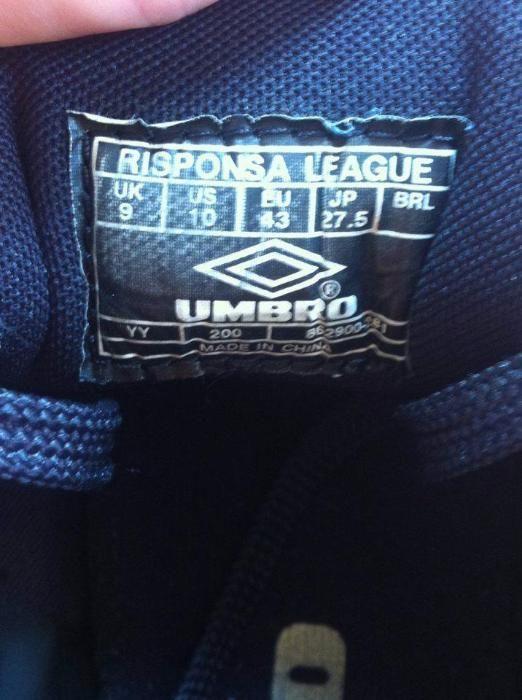 RISPONSA LEAGUE
UK US EU JP BRL
9 10 43 27.5
UMBRO®
YY 200
MADE IN CHINA